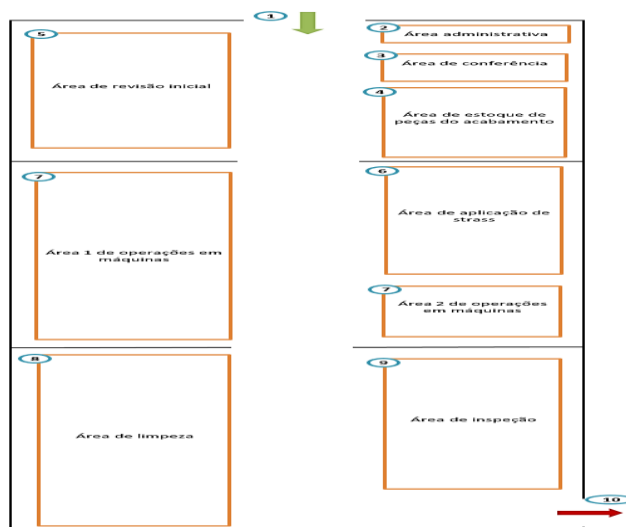 1
2
Área administrativa
3
Área de conferência
4
Área de estoque de
peças do acabamento
5
Área de revisão inicial
6
Área de aplicação de
strass
7
Área 1 de operações em
máquinas
7
Área 2 de operações
em máquinas
8
Área de limpeza
9
Área de inspeção
10